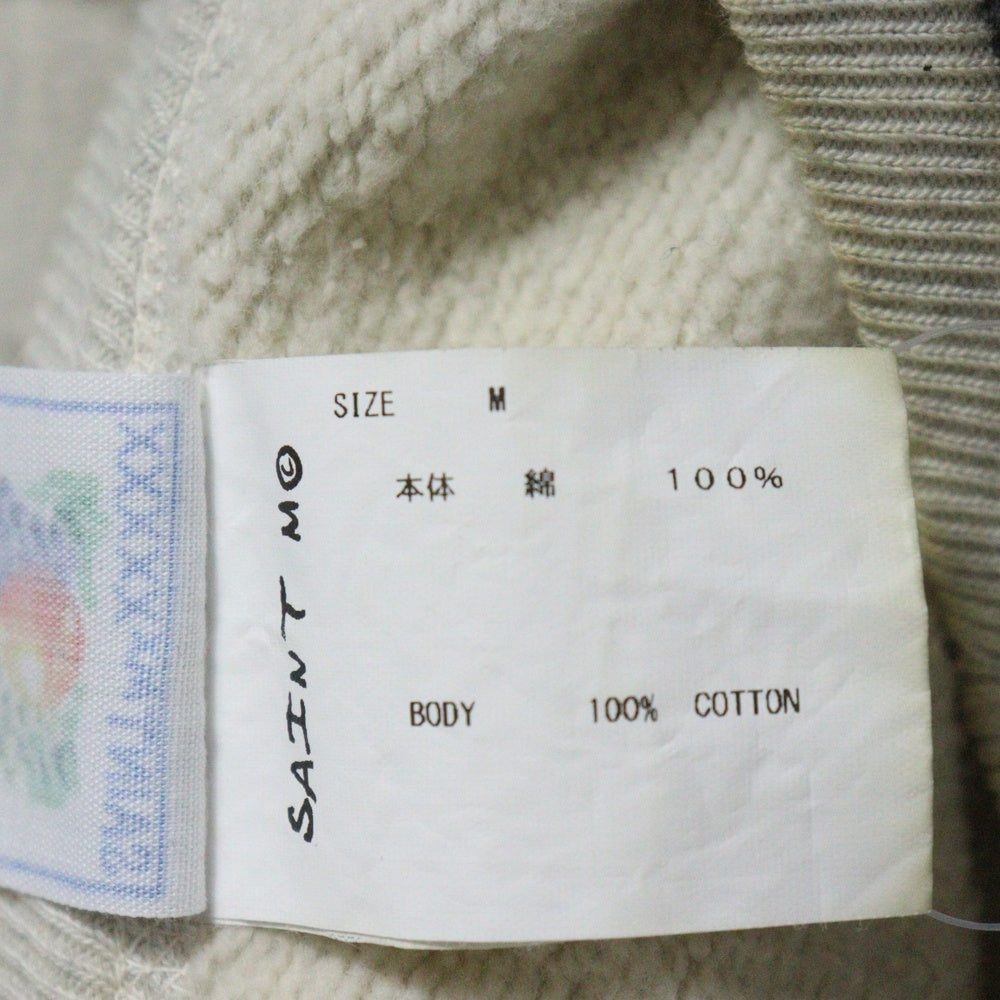 SIZE M
本体 綿 100%
BODY 100% COTTON
SAINT M©